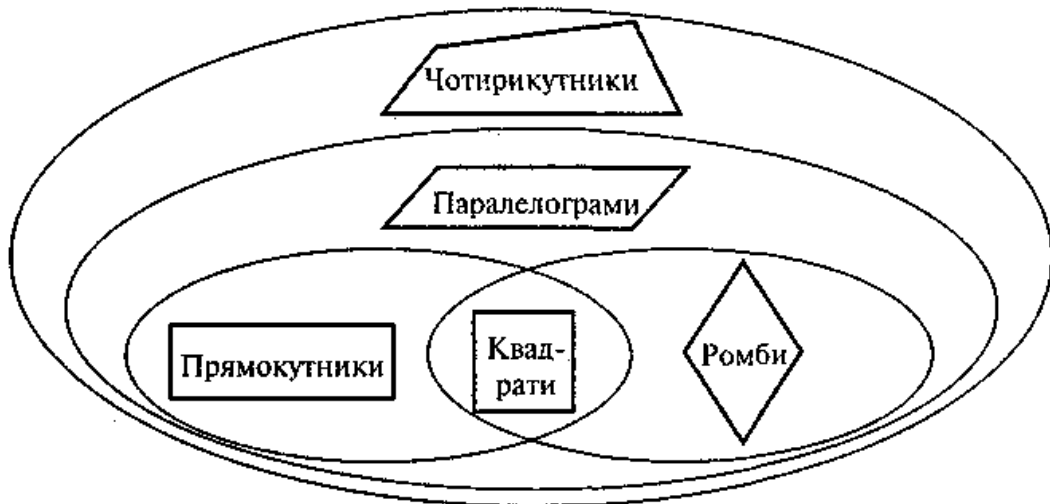 Чотирикутники
Паралелограми
Прямокутники
Квад-
рати
Ромби